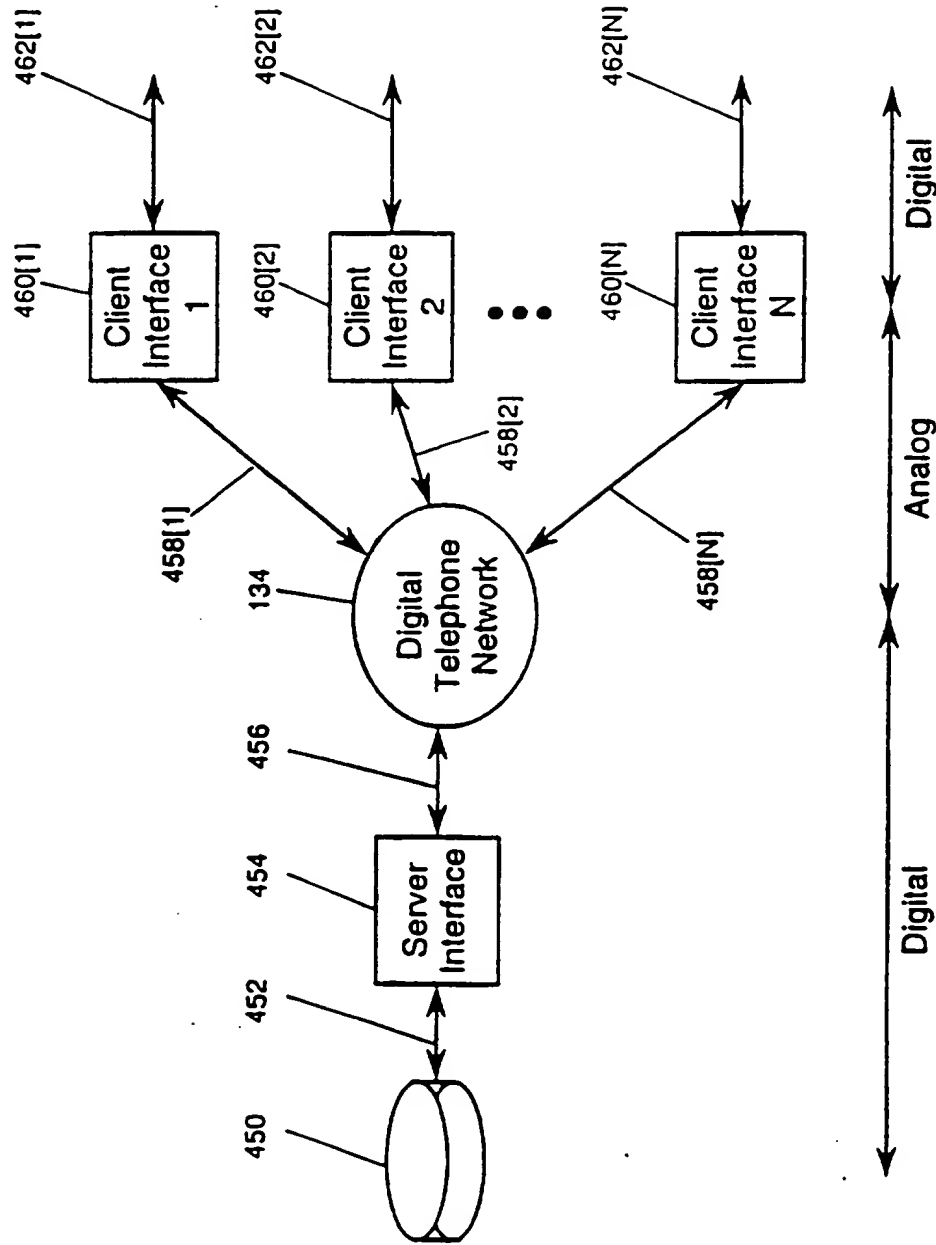 462[1]
462[2]
462[N]
460[1]
460[2]
460[N]
Client
Interface
1
Client
Interface
2
Client
Interface
N
458[1]
458[2]
458[N]
134
Digital
Telephone
Network
456
454
Server
Interface
452
450
Digital
Analog
Digital